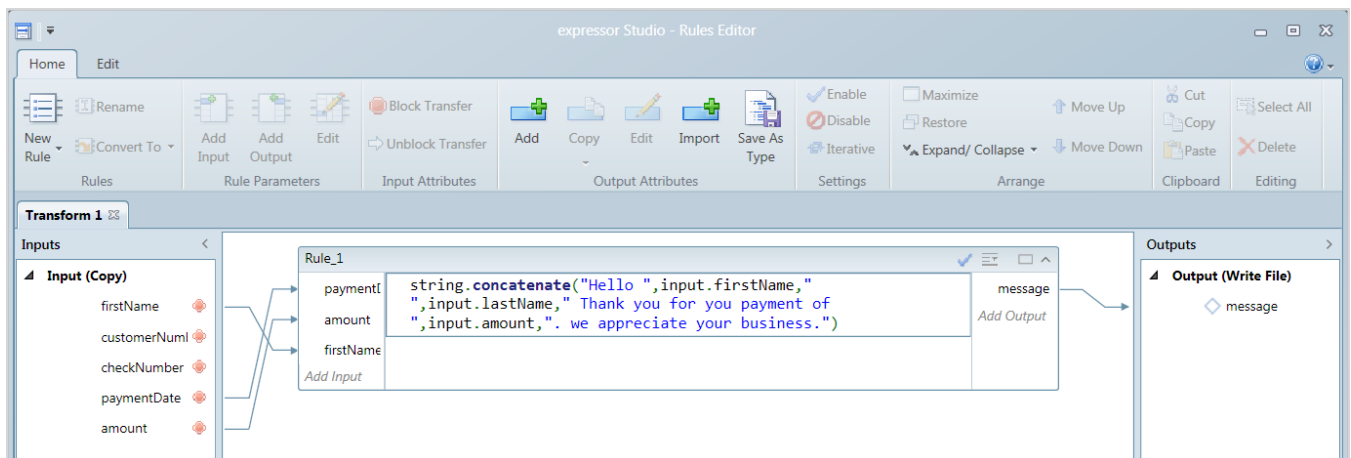 expressor Studio - Rules Editor
Home Edit
New Rule
Rename
Convert To
Rules
Add Input
Add Output
Edit
Rule Parameters
Block Transfer
Unblock Transfer
Input Attributes
Add
Copy
Edit
Import
Save As Type
Output Attributes
Enable
Disable
Iterative
Settings
Maximize
Restore
Expand/ Collapse
Move Up
Move Down
Arrange
Cut
Copy
Paste
Clipboard
Select All
Delete
Editing
Transform 1
Inputs
Input (Copy)
firstName
customerNuml
checkNumber
paymentDate
amount
Rule_1
paymentI
amount
firstName
Add Input
string.concatenate("Hello ",input.firstName,"
",input.lastName," Thank you for you payment of
",input.amount,". we appreciate your business.")
message
Add Output
Outputs
Output (Write File)
message